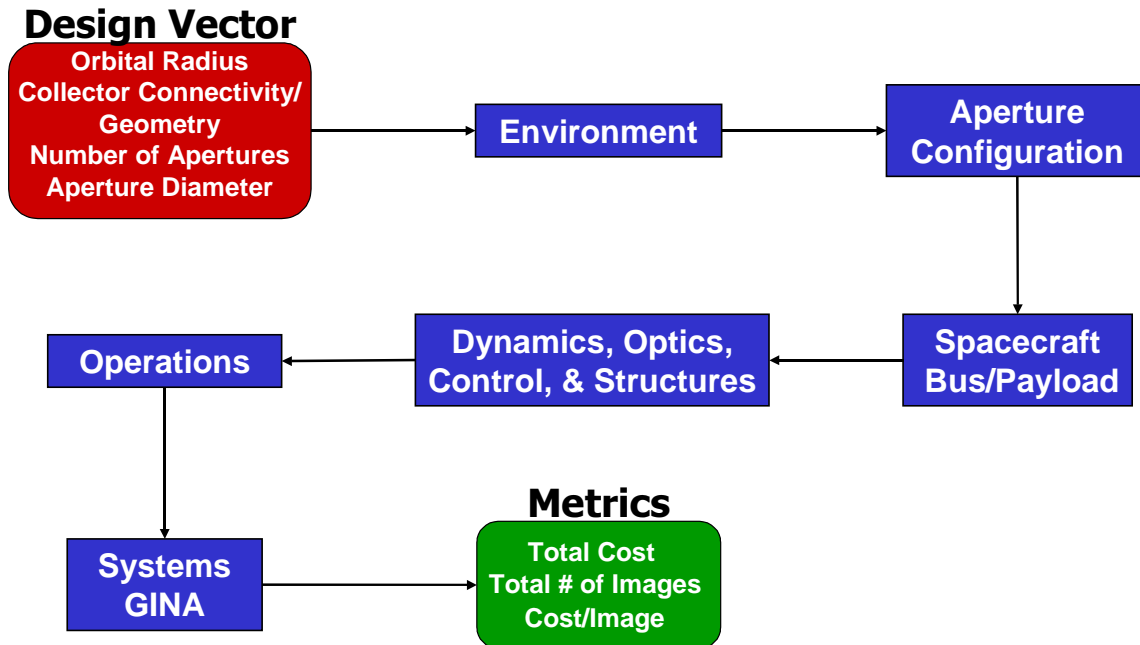 Design Vector
Orbital Radius
Collector Connectivity/
Geometry
Number of Apertures
Aperture Diameter
Environment
Aperture
Configuration
Operations
Dynamics, Optics,
Control, & Structures
Spacecraft
Bus/Payload
Systems
GINA
Metrics
Total Cost
Total # of Images
Cost/Image